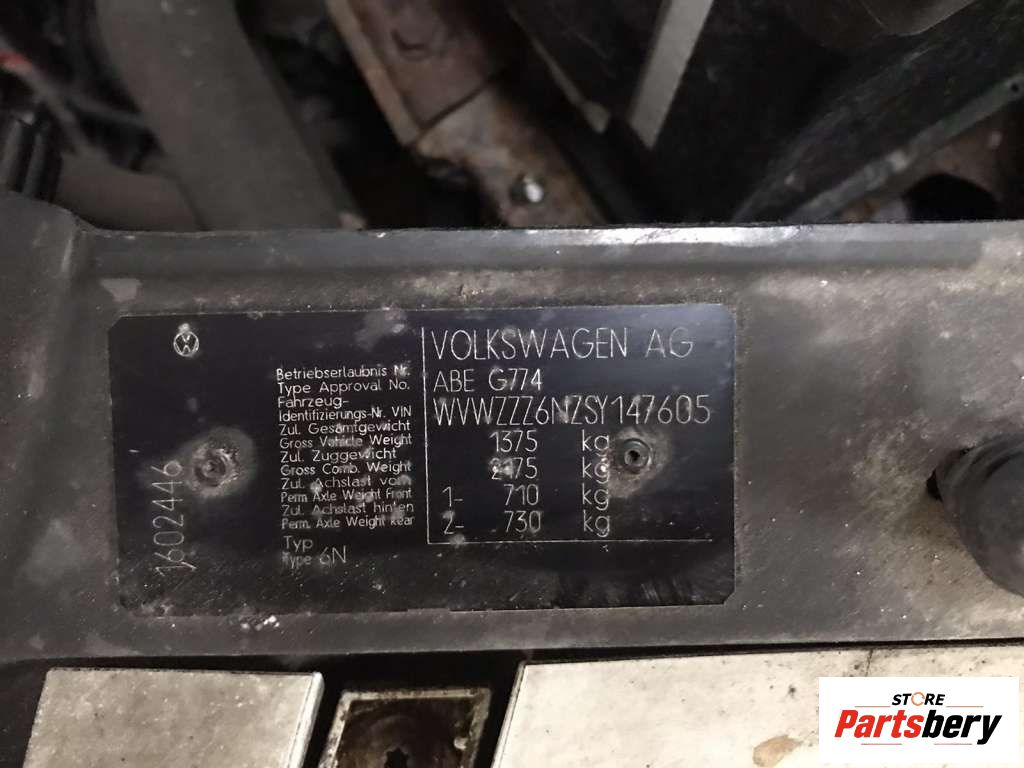 VOLKSWAGEN AG
Betriebserlaubnis Nr.
Type Approval No.
ABE G774
Fahrzeug-
Identifizierungs-Nr. VIN
WVWZZZ6NZSY147605
Zul. Gesamtgewicht
Gross Vehicle Weight
1375 kg
Zul. Zuggewicht
Gross Comb. Weight
2175 kg
Zul. Achslast vorn
Perm. Axle Weight Front
1- 710 kg
Zul. Achslast hinten
Perm. Axle Weight Rear
2- 730 kg
Typ
Type 6N
1602446
STORE
Partsbery